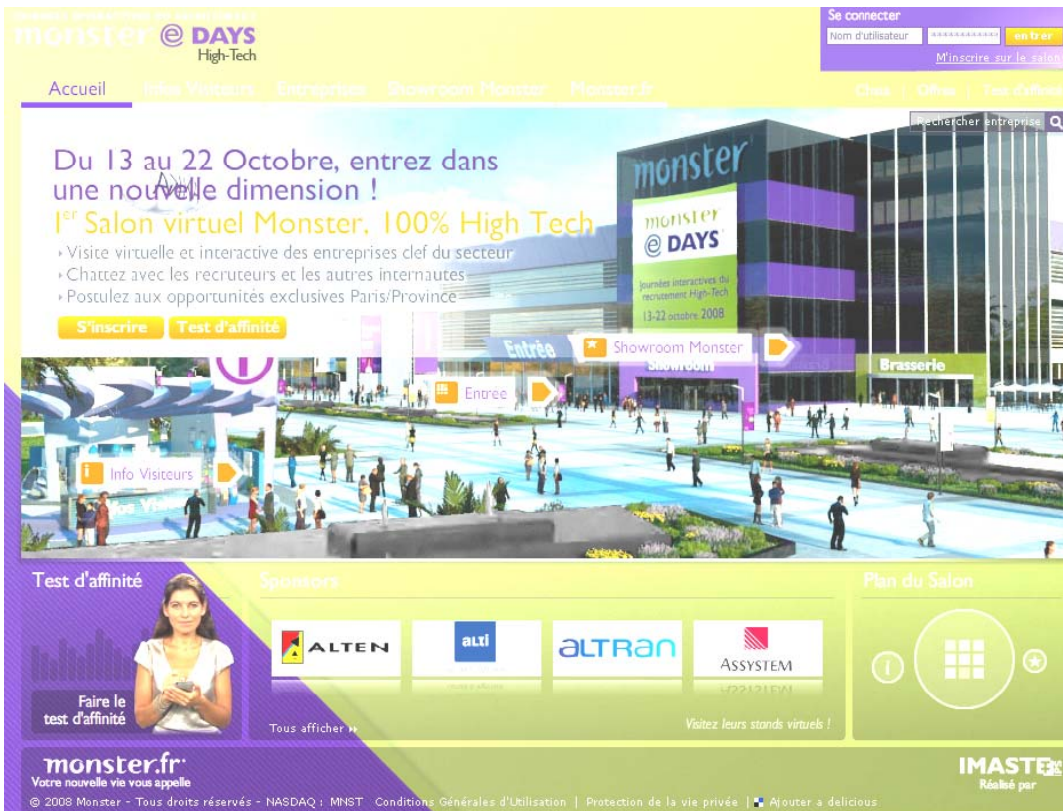 monster e DAYS
High-Tech
Se connecter
Nom d'utilisateur ************ entrer
M'inscrire sur le salon
Accueil Infos Visiteurs Entreprises Showroom Monster Monster.fr
Chats | Offres | Test d'affinité
Rechercher entreprise
Du 13 au 22 Octobre, entrez dans
une nouvelle dimension !
1er Salon virtuel Monster, 100% High Tech
Visite virtuelle et interactive des entreprises clef du secteur
Chattez avec les recruteurs et les autres internautes
Postulez aux opportunités exclusives Paris/Province
S'inscrire Test d'affinité
monster
monster
e DAYS
Journées interactives du
recrutement High-Tech
13-22 octobre 2008
Entrée
Showroom Monster
Showroom
Brasserie
Entrée
Info Visiteurs
Test d'affinité
Faire le
test d'affinité
Sponsors
ALTEN
ALTI
ALTRAN
ASSYSTEM
Tous afficher
Visitez leurs stands virtuels !
Plan du Salon
monster.fr
Votre nouvelle vie vous appelle
IMASTE
Réalisé par
© 2008 Monster - Tous droits réservés - NASDAQ : MNST Conditions Générales d'Utilisation | Protection de la vie privée | Ajouter a delicious